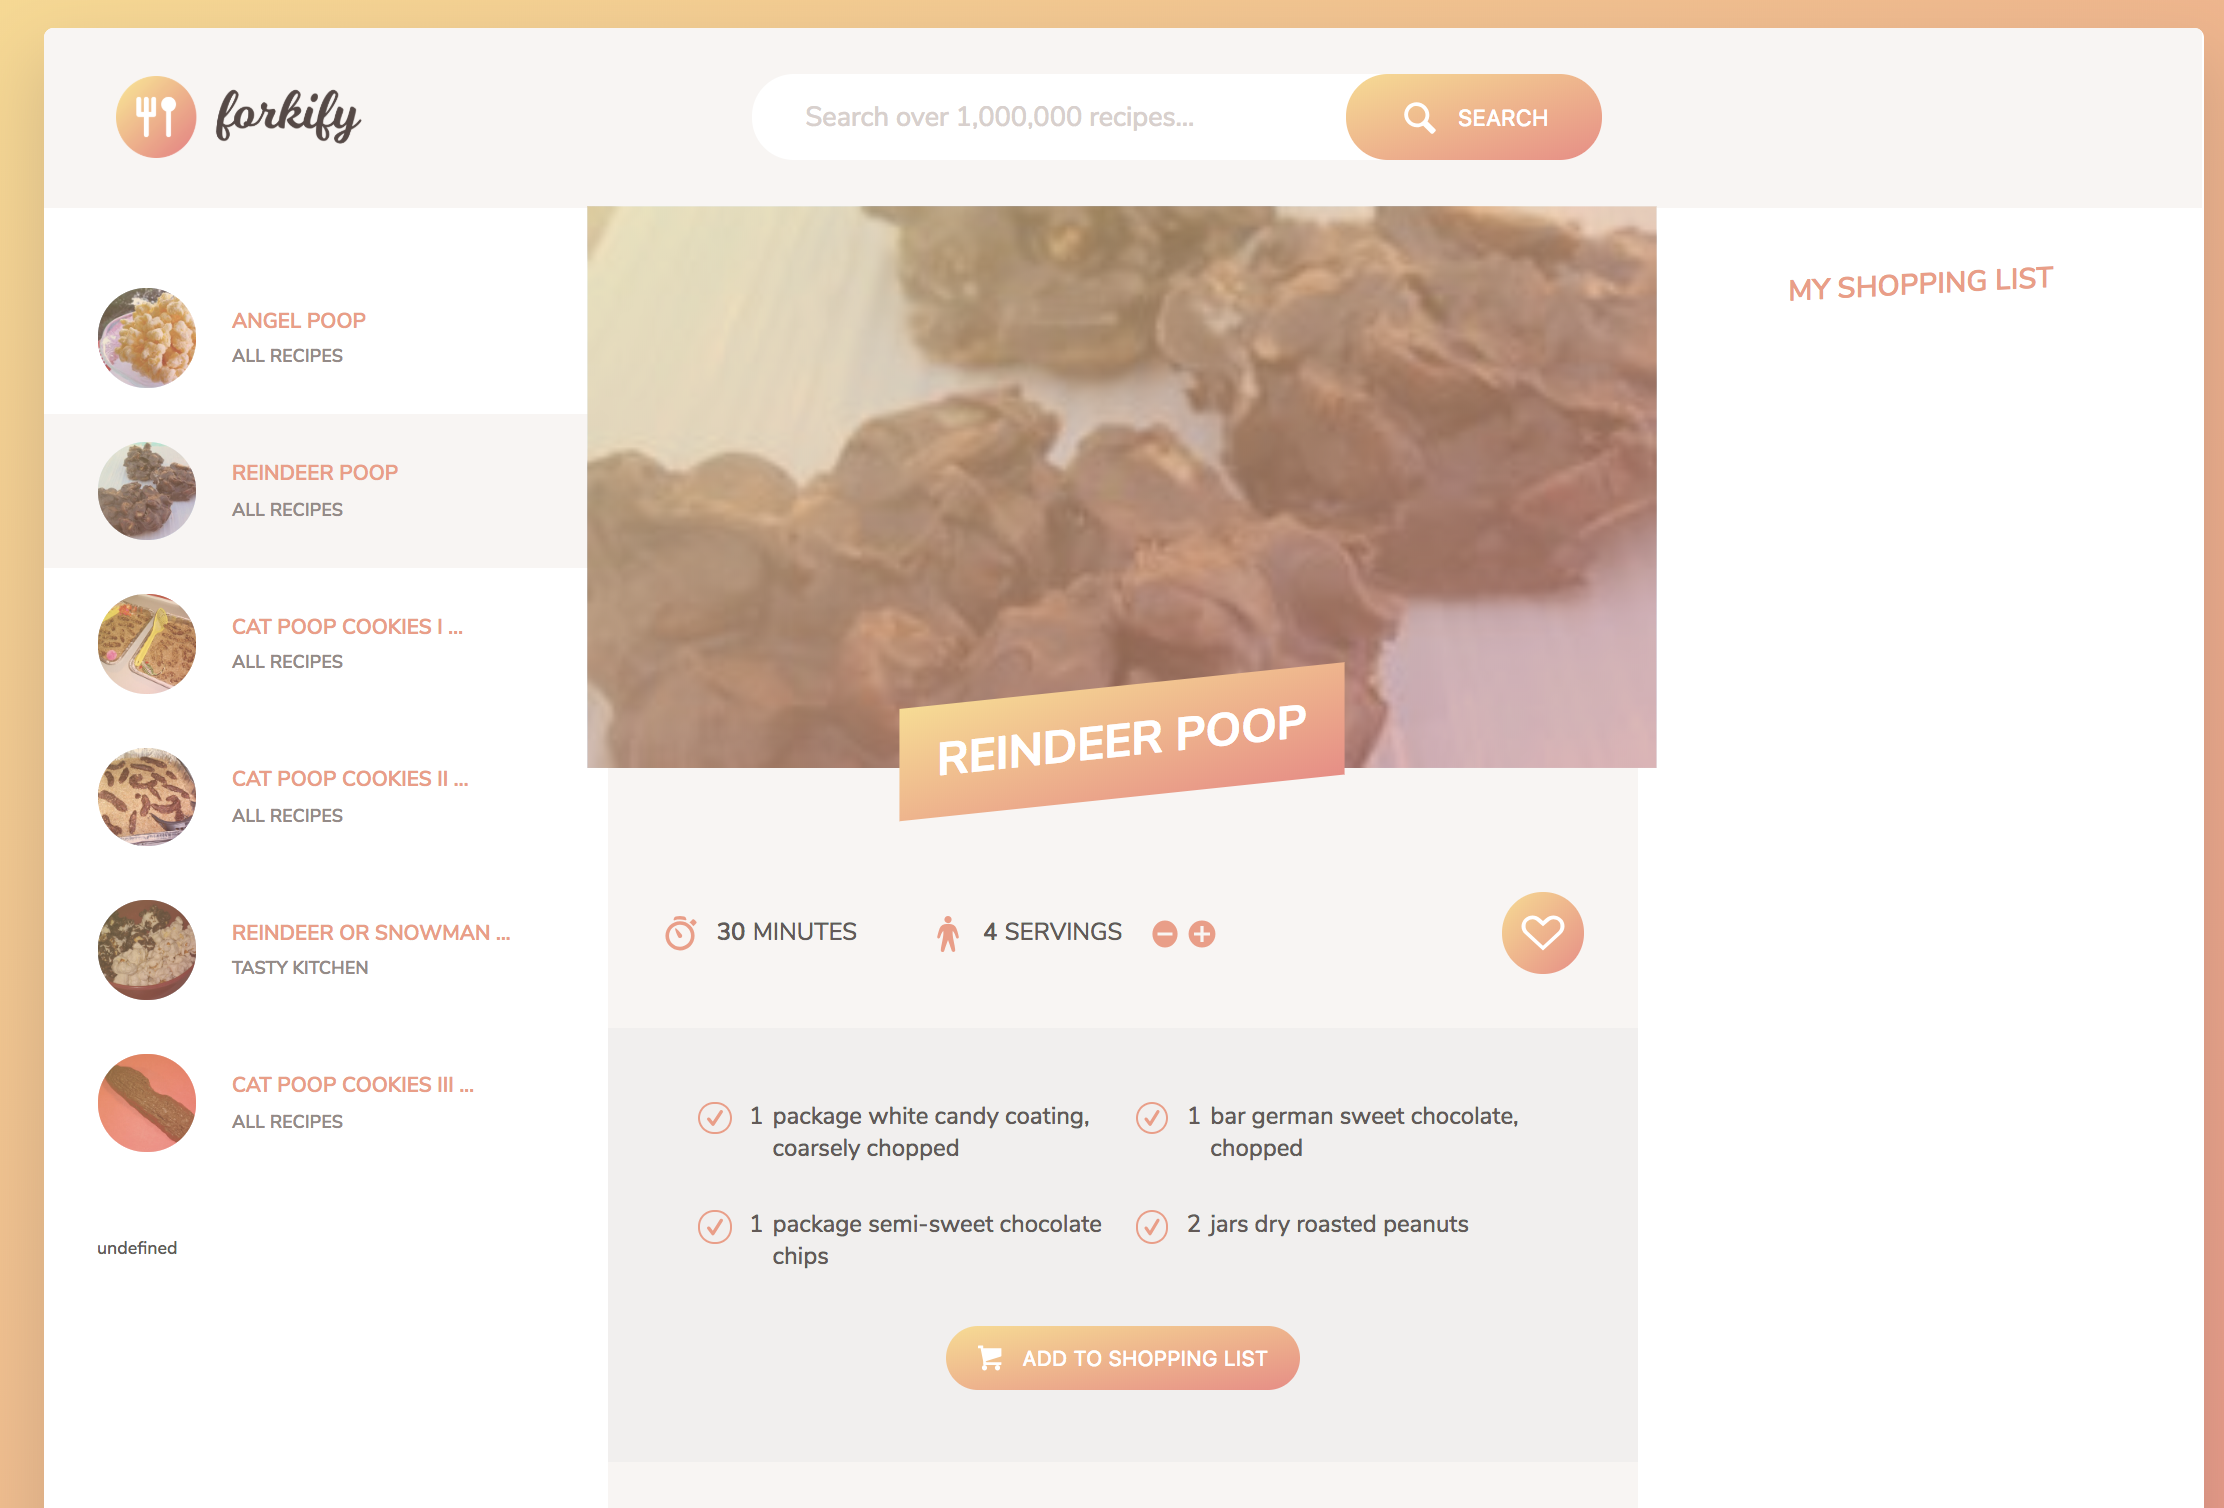 forkify
Search over 1,000,000 recipes...
SEARCH
ANGEL POOP
ALL RECIPES
REINDEER POOP
ALL RECIPES
CAT POOP COOKIES I ...
ALL RECIPES
CAT POOP COOKIES II ...
ALL RECIPES
REINDEER OR SNOWMAN ...
TASTY KITCHEN
CAT POOP COOKIES III ...
ALL RECIPES
undefined
REINDEER POOP
30 MINUTES
4 SERVINGS
1 package white candy coating,
coarsely chopped
1 bar german sweet chocolate,
chopped
1 package semi-sweet chocolate
chips
2 jars dry roasted peanuts
ADD TO SHOPPING LIST
MY SHOPPING LIST